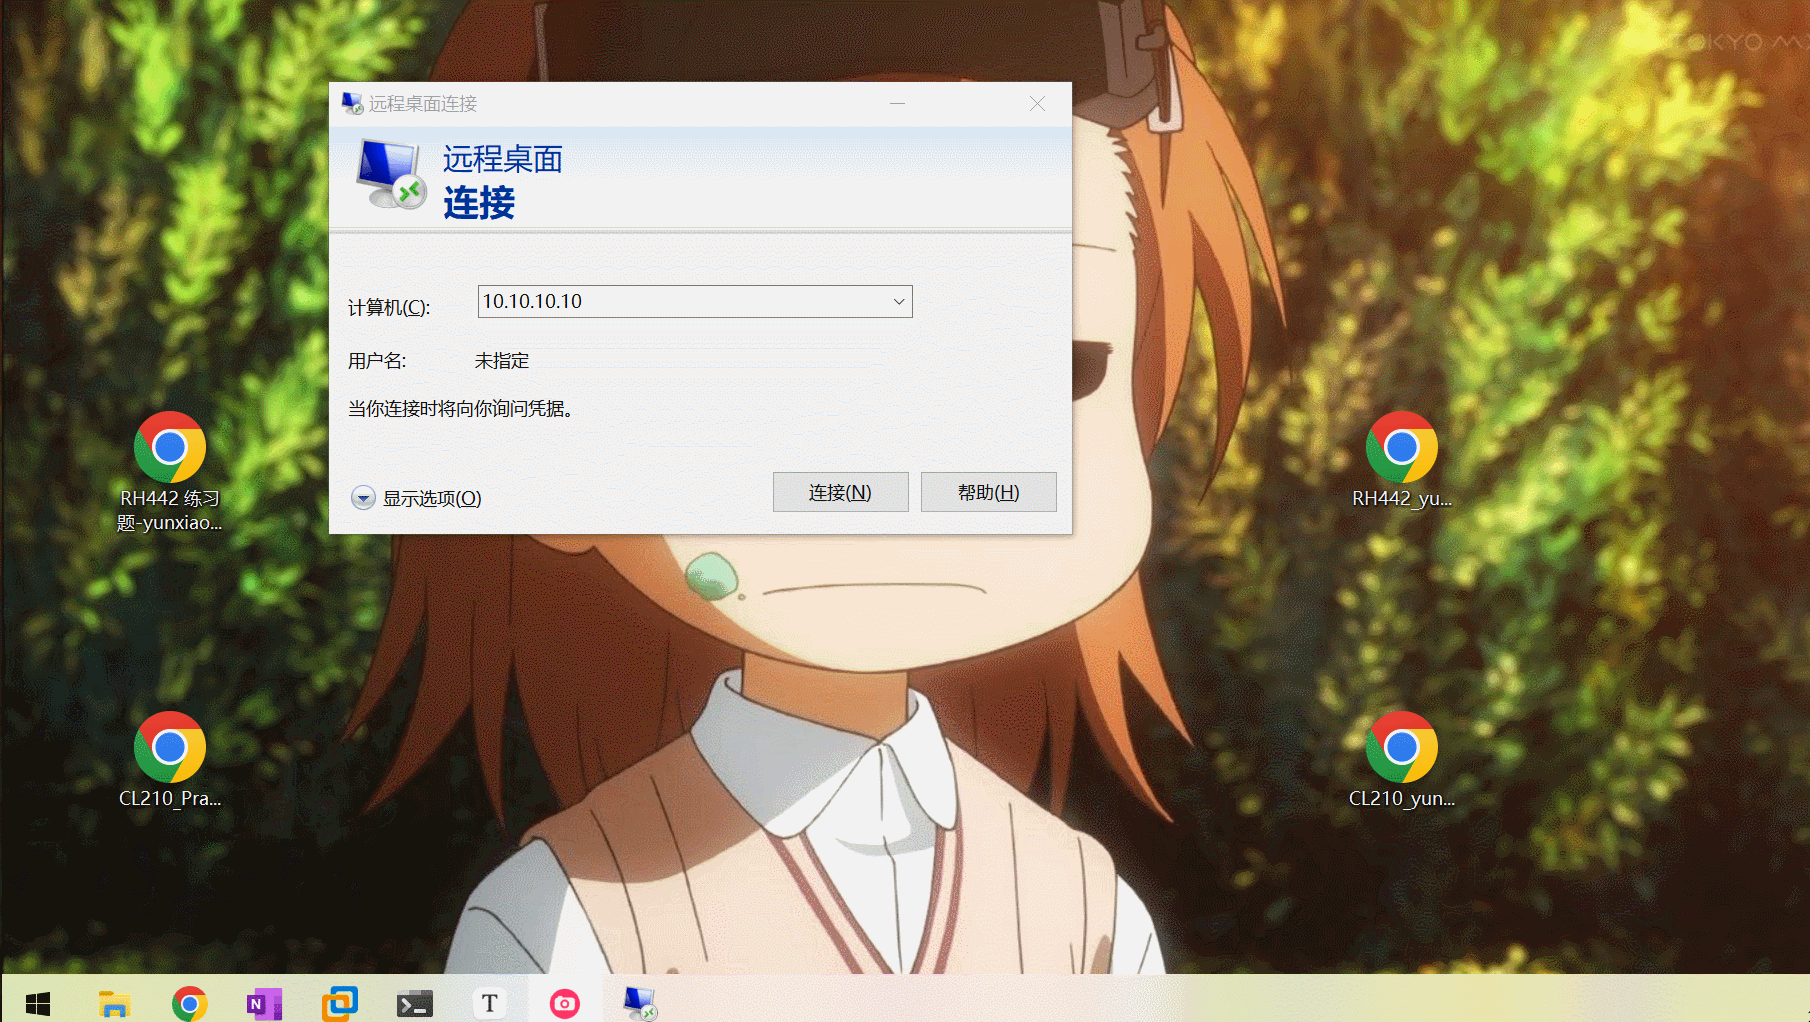 TOKYO M
远程桌面连接
远程桌面
连接
计算机(C):
10.10.10.10
用户名:
未指定
当你连接时将向你询问凭据。
显示选项(O)
连接(N)
帮助(H)
RH442 练习
题-yunxiao...
RH442_yu...
CL210_Pra...
CL210_yun...
N
T